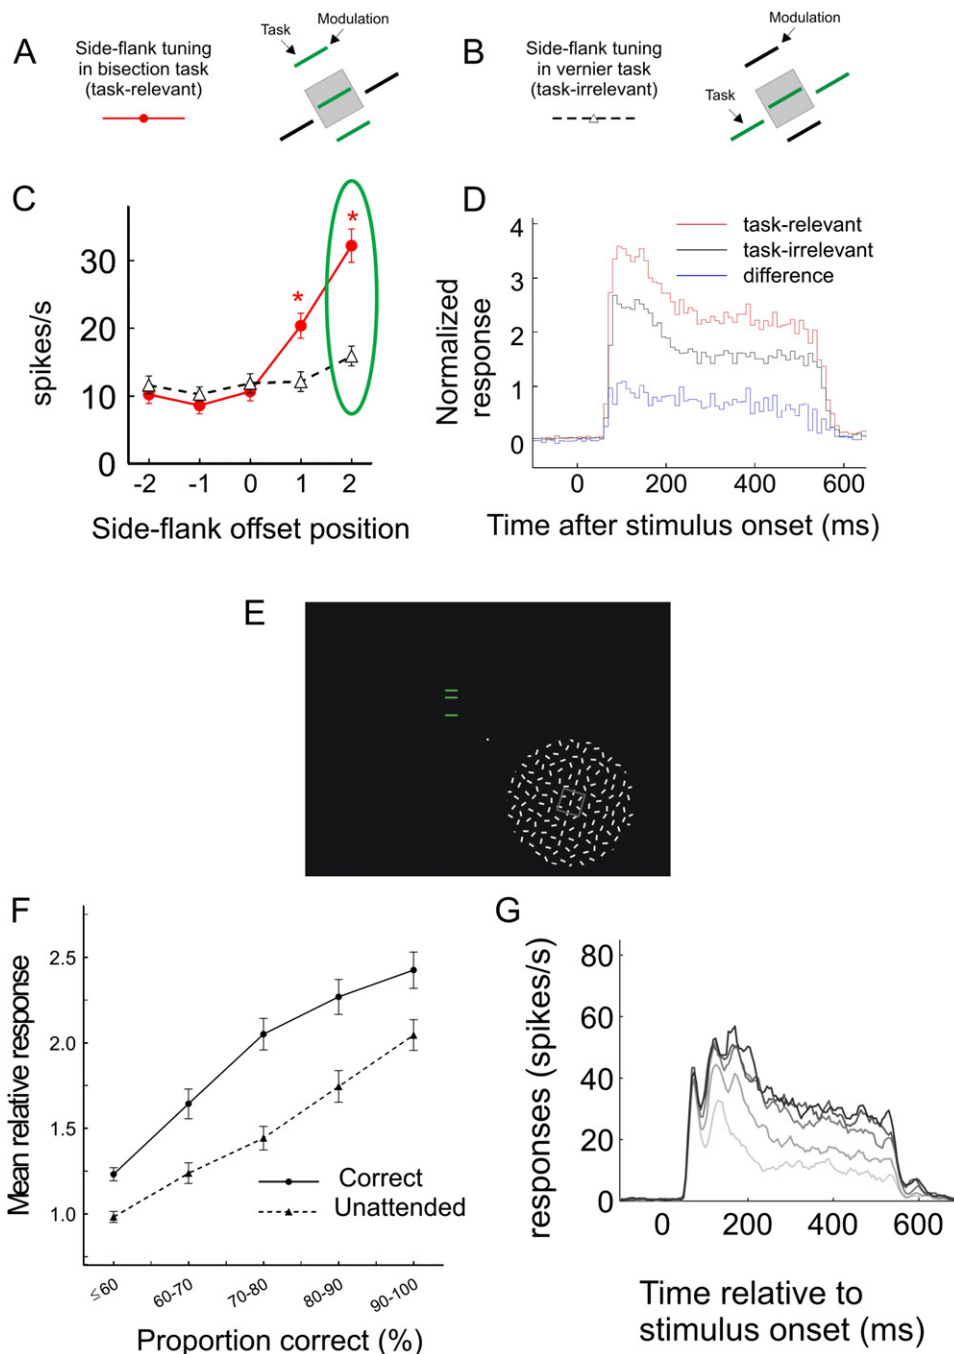 A
Side-flank tuning
in bisection task
(task-relevant)
Task
Modulation
B
Side-flank tuning
in vernier task
(task-irrelevant)
Modulation
Task
C
spikes/s
30
20
10
0
*
*
-2 -1 0 1 2
Side-flank offset position
D
Normalized
response
4
3
2
1
0
task-relevant
task-irrelevant
difference
0 200 400 600
Time after stimulus onset (ms)
E
F
Mean relative response
2.5
2.0
1.5
1.0
Correct
Unattended
≤60 60-70 70-80 80-90 90-100
Proportion correct (%)
G
responses (spikes/s)
80
60
40
20
0
0 200 400 600
Time relative to
stimulus onset (ms)